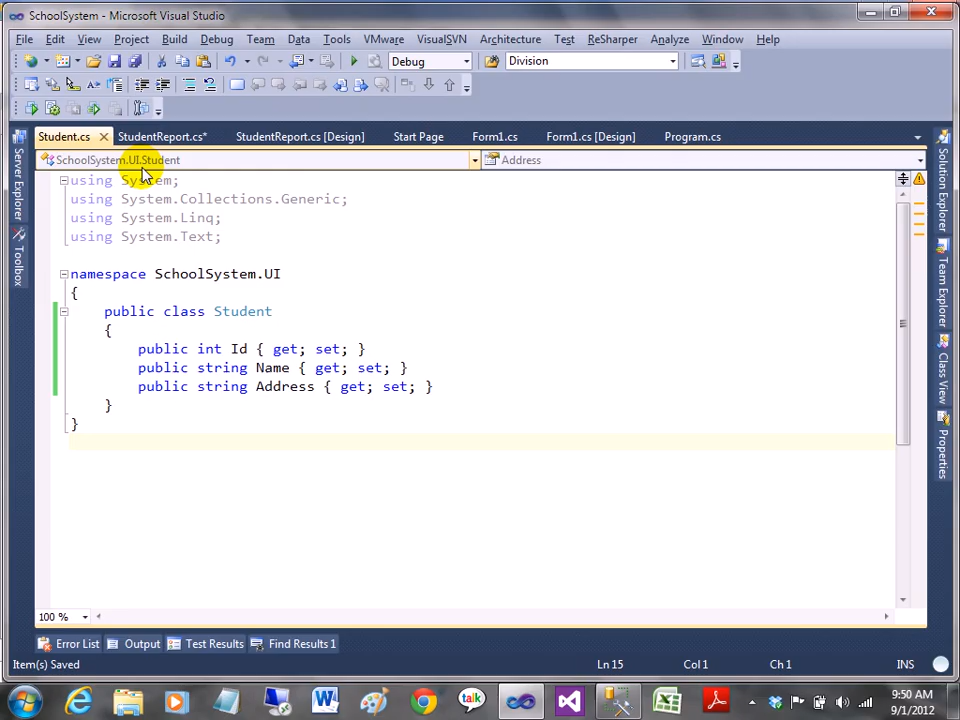 SchoolSystem - Microsoft Visual Studio
File Edit View Project Build Debug Team Data Tools VMware VisualSVN Architecture Test ReSharper Analyze Window Help
Debug Division
Student.cs StudentReport.cs* StudentReport.cs [Design] Start Page Form1.cs Form1.cs [Design] Program.cs
SchoolSystem.UI.Student Address
using System;
using System.Collections.Generic;
using System.Linq;
using System.Text;
namespace SchoolSystem.UI
{
public class Student
{
public int Id { get; set; }
public string Name { get; set; }
public string Address { get; set; }
}
}
Server Explorer
Toolbox
Solution Explorer
Team Explorer
Class View
Properties
100 %
Error List Output Test Results Find Results 1
Item(s) Saved Ln 15 Col 1 Ch 1 INS
talk
9:50 AM
9/1/2012